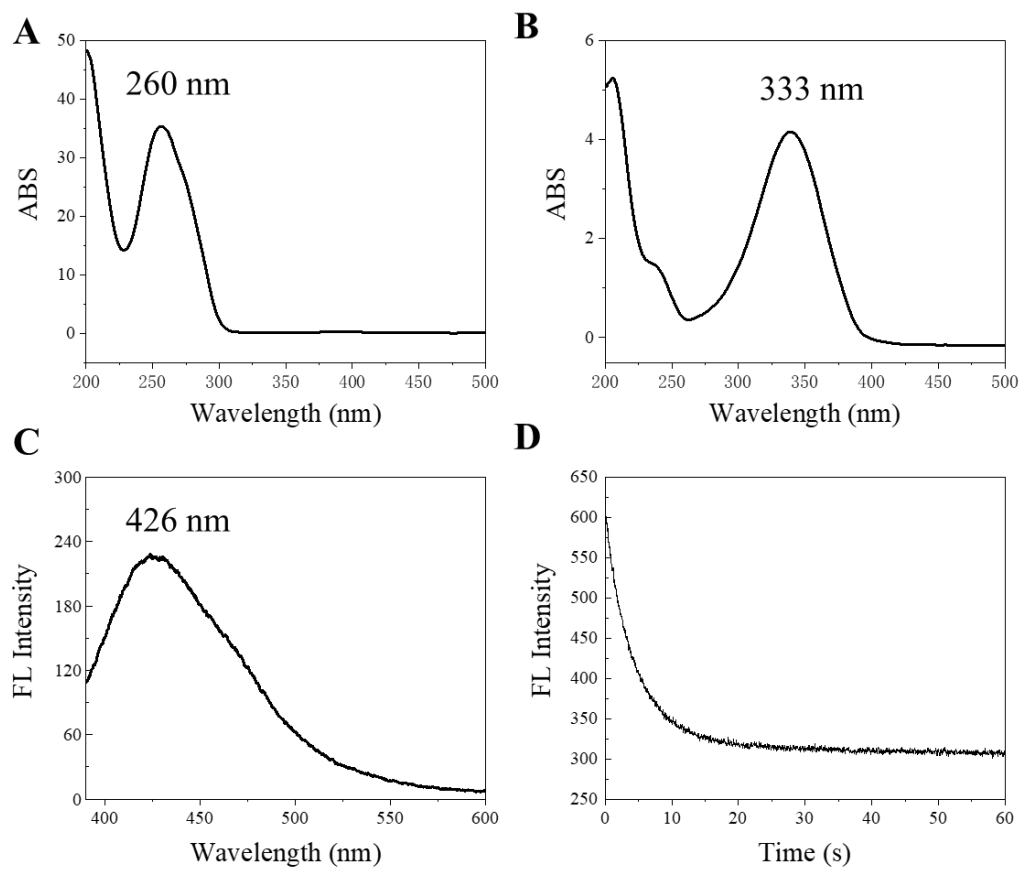 A
260 nm
ABS
50
40
30
20
10
0
200 250 300 350 400 450 500
Wavelength (nm)
B
333 nm
ABS
6
4
2
0
200 250 300 350 400 450 500
Wavelength (nm)
C
426 nm
FL Intensity
300
240
180
120
60
0
400 450 500 550 600
Wavelength (nm)
D
FL Intensity
650
600
550
500
450
400
350
300
250
0 10 20 30 40 50 60
Time (s)